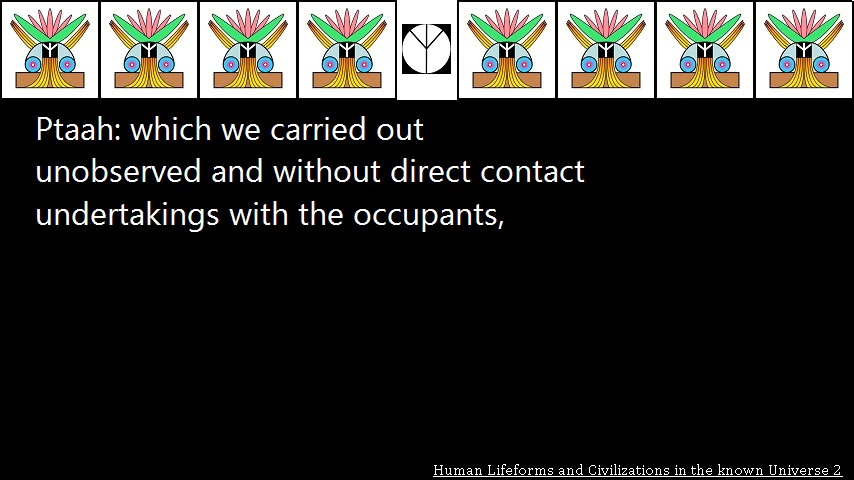 Ptaah: which we carried out
unobserved and without direct contact
undertakings with the occupants,
Human Lifeforms and Civilizations in the known Universe 2